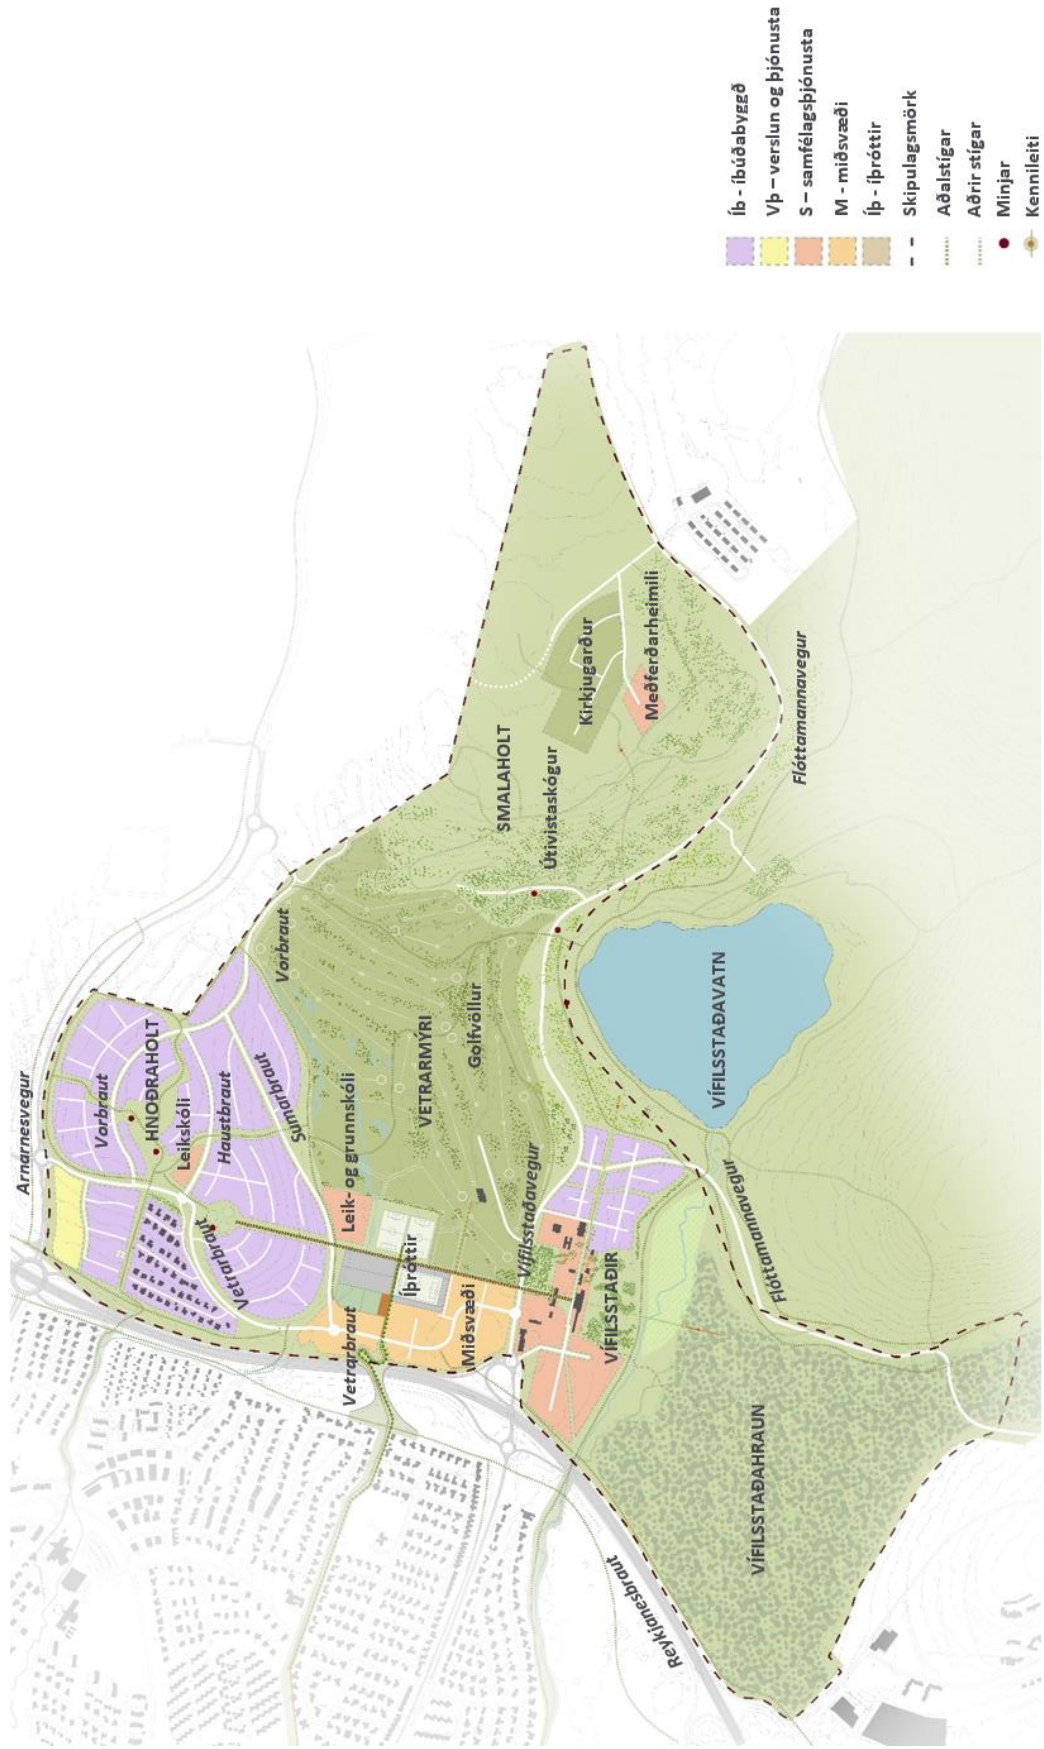 Arnarnesvegur
Vorbraut
HNOÐRAHOLT
Leikskóli
Haustbraut
Vetrarbraut
Sumarbraut
Vorbraut
Leik- og grunnskóli
Vetrarbraut
Íþróttir
VETRARMÝRI
Golfvöllur
Miðsvæði
Vífilsstaðavegur
SMALAHOLT
Útivistaskógur
Kirkjugarður
Meðferðarheimili
VÍFILSSTAÐIR
Reykjanesbraut
VÍFILSSTAÐAVATN
Flóttamannavegur
Flóttamannavegur
VÍFILSSTAÐAHRAUN
Íb - íbúðabyggð
Vþ – verslun og þjónusta
S – samfélagsþjónusta
M - miðsvæði
Íþ - íþróttir
Skipulagsmörk
Aðalstígar
Aðrir stígar
Minjar
Kennileiti